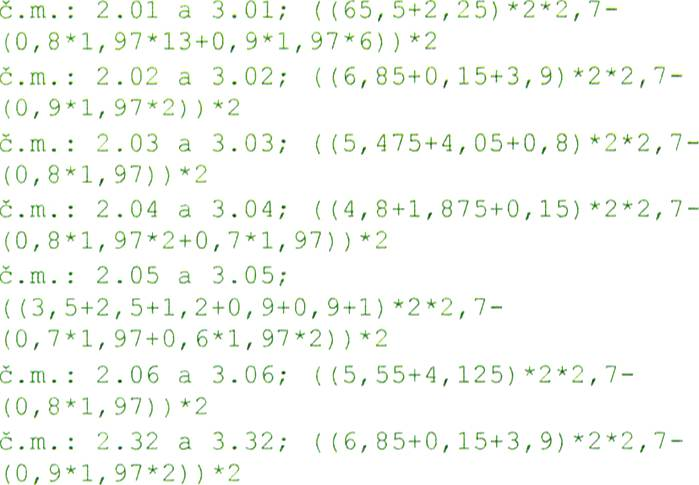 č.m.: 2.01 a 3.01; ((65,5+2,25)*2*2,7-
(0,8*1,97*13+0,9*1,97*6))*2
č.m.: 2.02 a 3.02; ((6,85+0,15+3,9)*2*2,7-
(0,9*1,97*2))*2
č.m.: 2.03 a 3.03; ((5,475+4,05+0,8)*2*2,7-
(0,8*1,97))*2
č.m.: 2.04 a 3.04; ((4,8+1,875+0,15)*2*2,7-
(0,8*1,97*2+0,7*1,97))*2
č.m.: 2.05 a 3.05;
((3,5+2,5+1,2+0,9+0,9+1)*2*2,7-
(0,7*1,97+0,6*1,97*2))*2
č.m.: 2.06 a 3.06; ((5,55+4,125)*2*2,7-
(0,8*1,97))*2
č.m.: 2.32 a 3.32; ((6,85+0,15+3,9)*2*2,7-
(0,9*1,97*2))*2